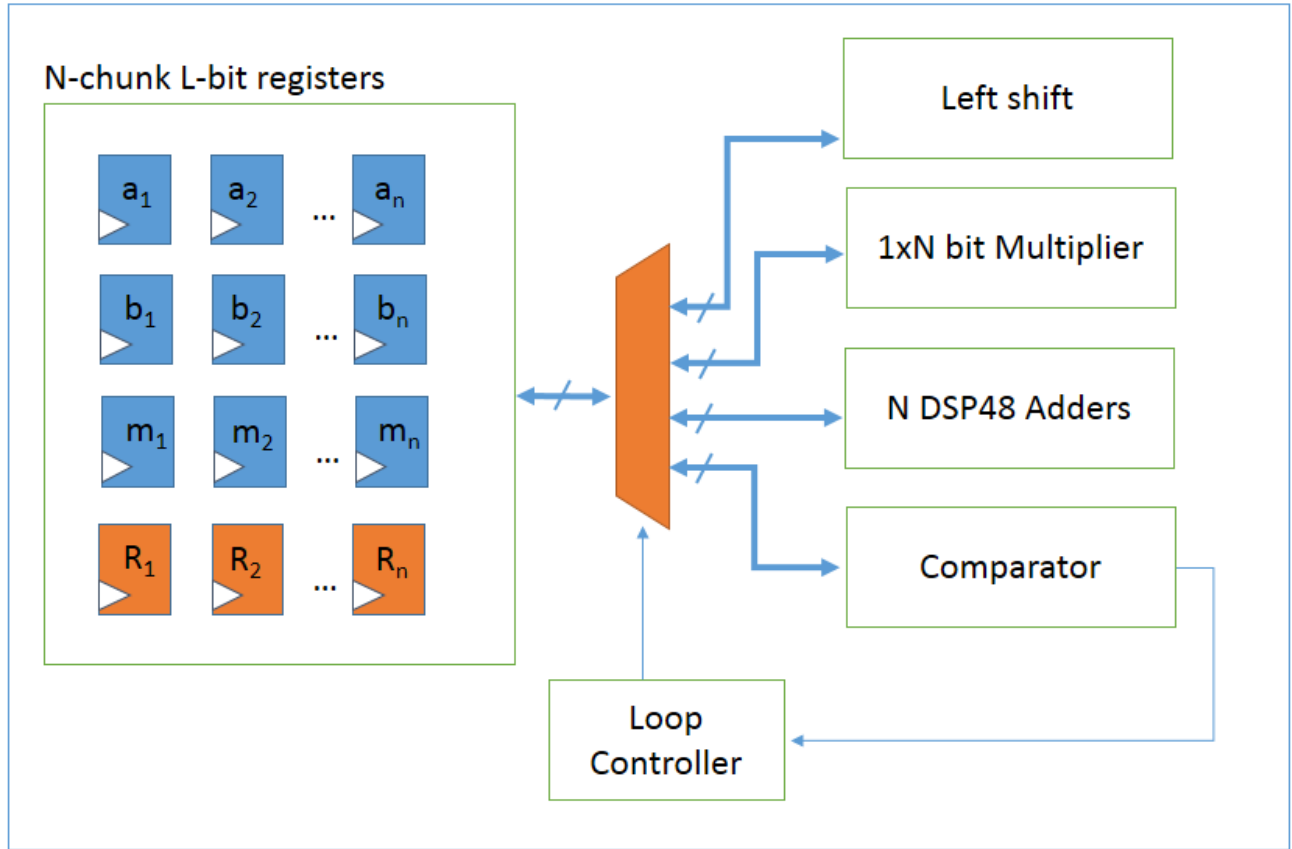 N-chunk L-bit registers
a₁ a₂ ... aₙ
b₁ b₂ ... bₙ
m₁ m₂ ... mₙ
R₁ R₂ ... Rₙ
Left shift
1xN bit Multiplier
N DSP48 Adders
Comparator
Loop
Controller